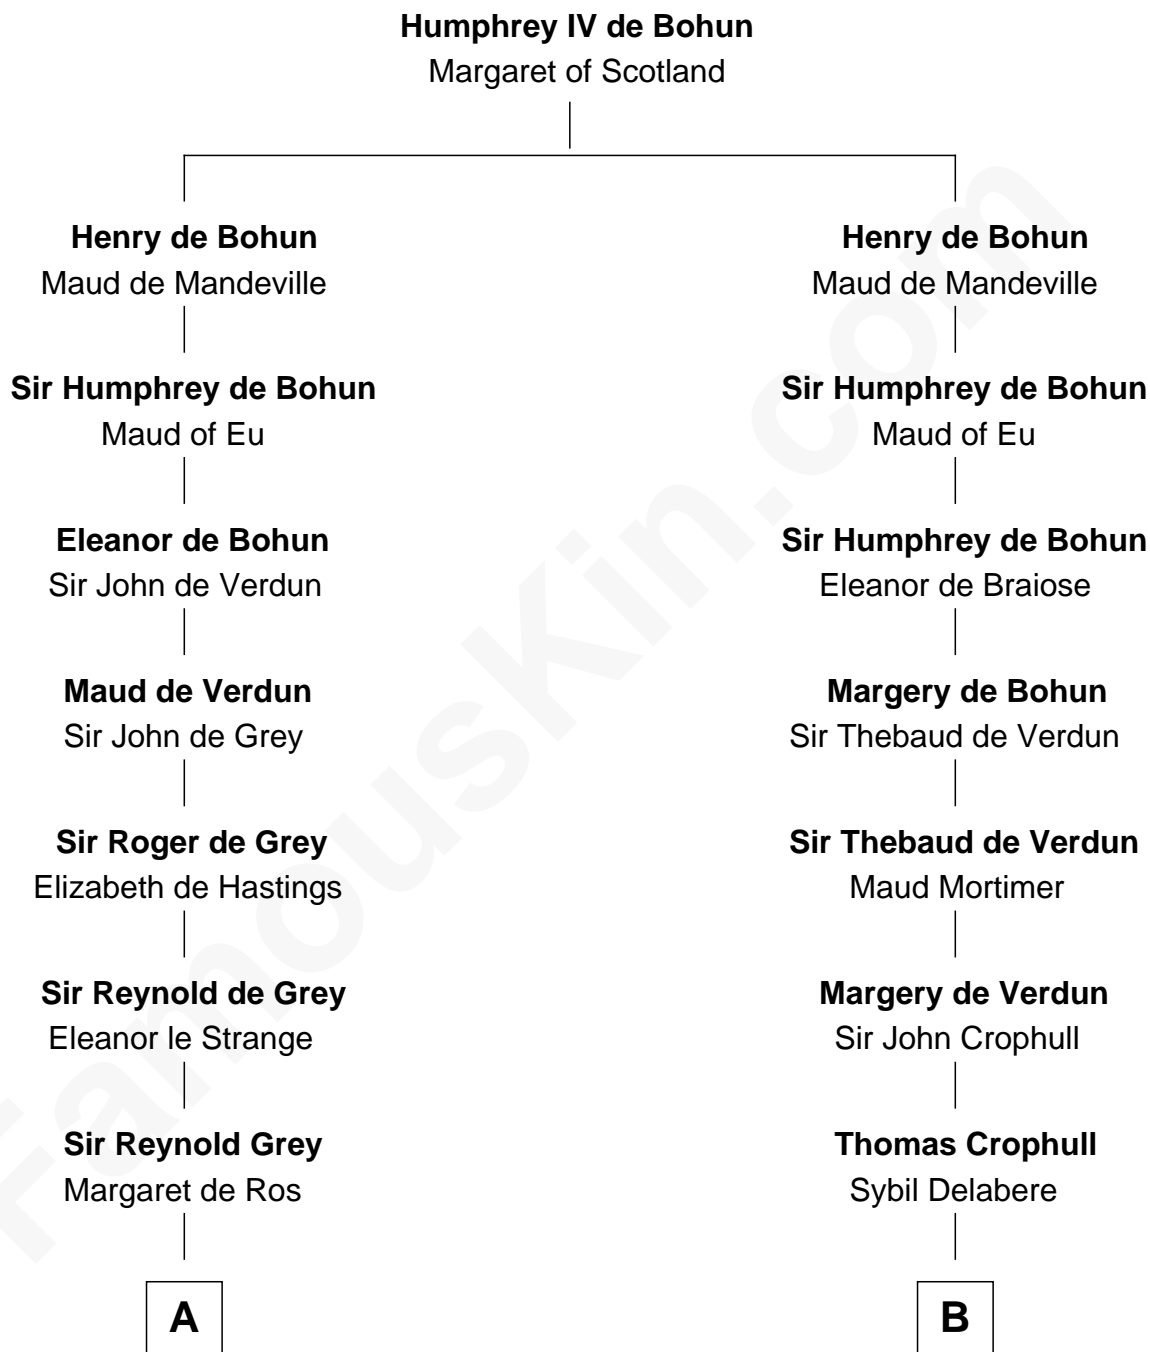 Humphrey IV de Bohun
Margaret of Scotland
Henry de Bohun
Maud de Mandeville
Sir Humphrey de Bohun
Maud of Eu
Eleanor de Bohun
Sir John de Verdun
Maud de Verdun
Sir John de Grey
Sir Roger de Grey
Elizabeth de Hastings
Sir Reynold de Grey
Eleanor le Strange
Sir Reynold Grey
Margaret de Ros
A
Henry de Bohun
Maud de Mandeville
Sir Humphrey de Bohun
Maud of Eu
Sir Humphrey de Bohun
Eleanor de Braiose
Margery de Bohun
Sir Thebaud de Verdun
Sir Thebaud de Verdun
Maud Mortimer
Margery de Verdun
Sir John Crophull
Thomas Crophull
Sybil Delabere
B
FamousKin.com